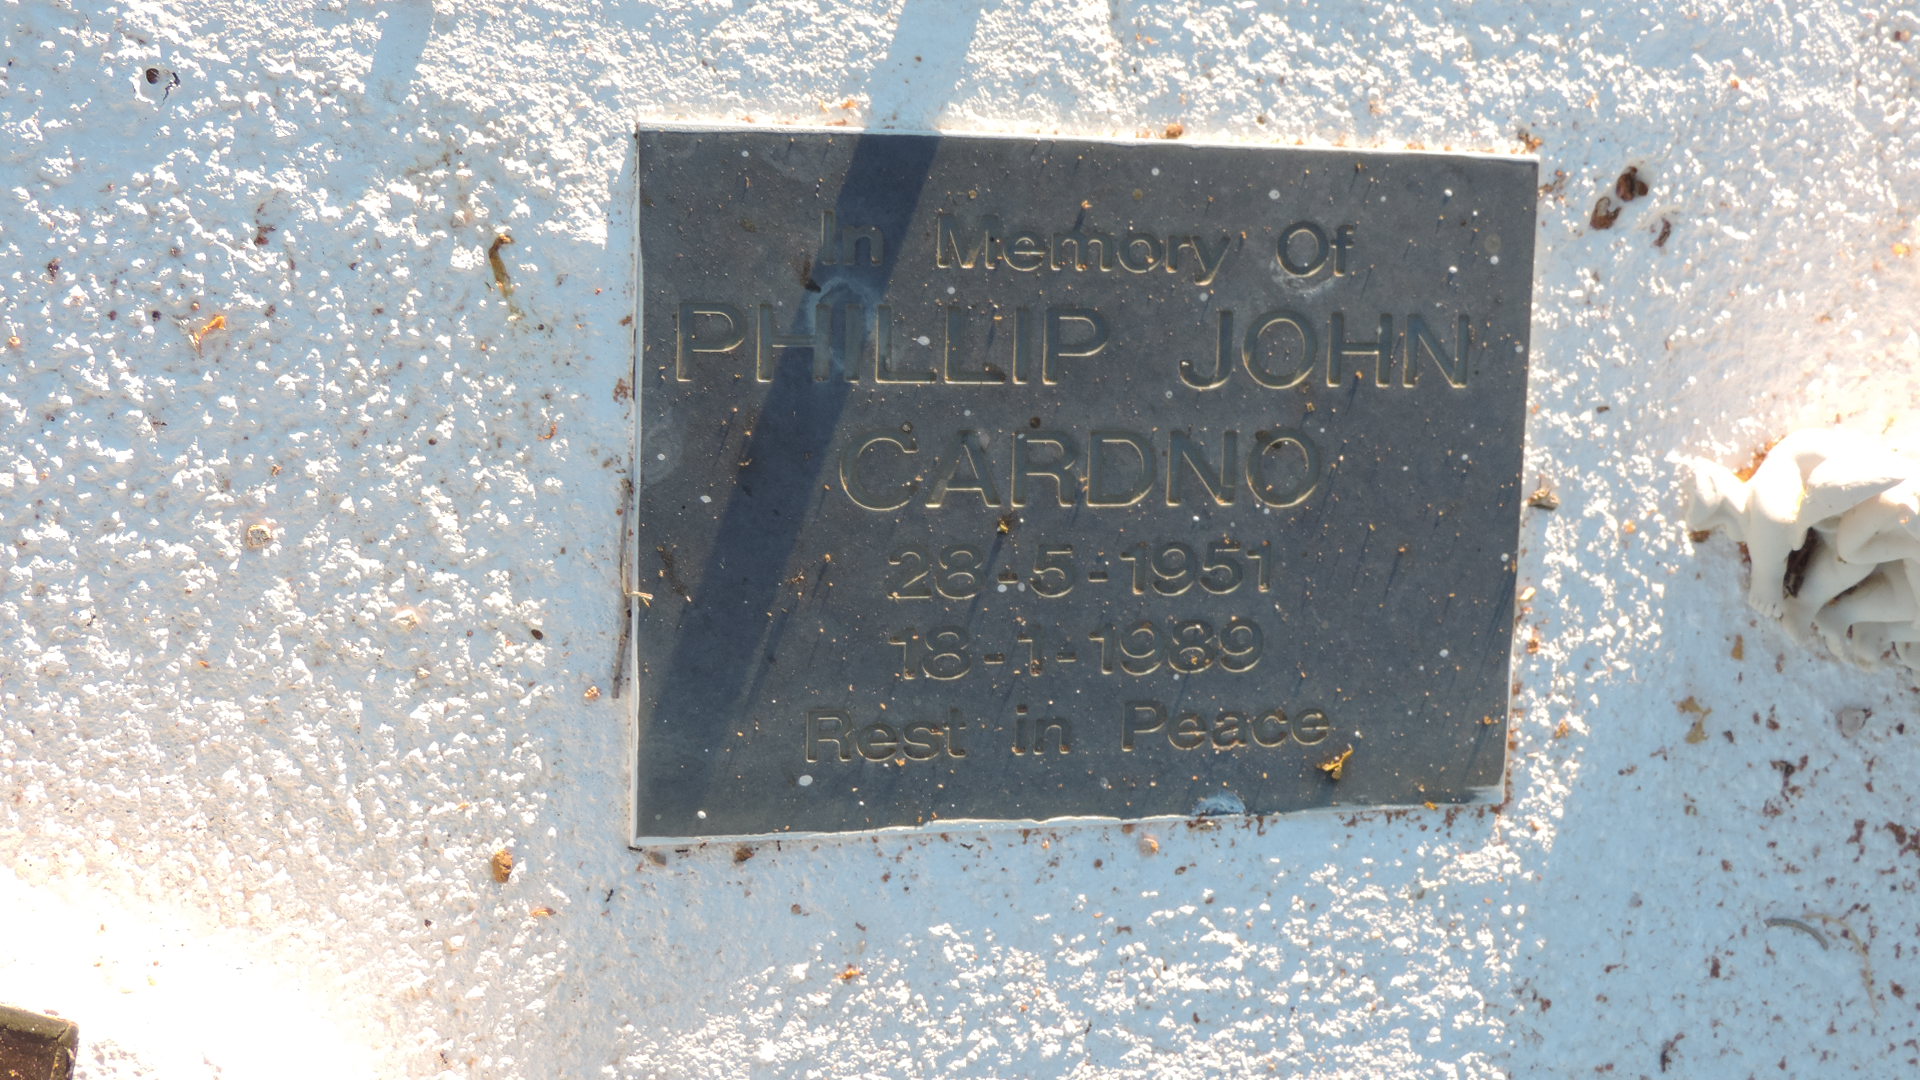 In Memory Of
PHILLIP JOHN
CARDNO
28-5-1951
18-1-1989
Rest in Peace